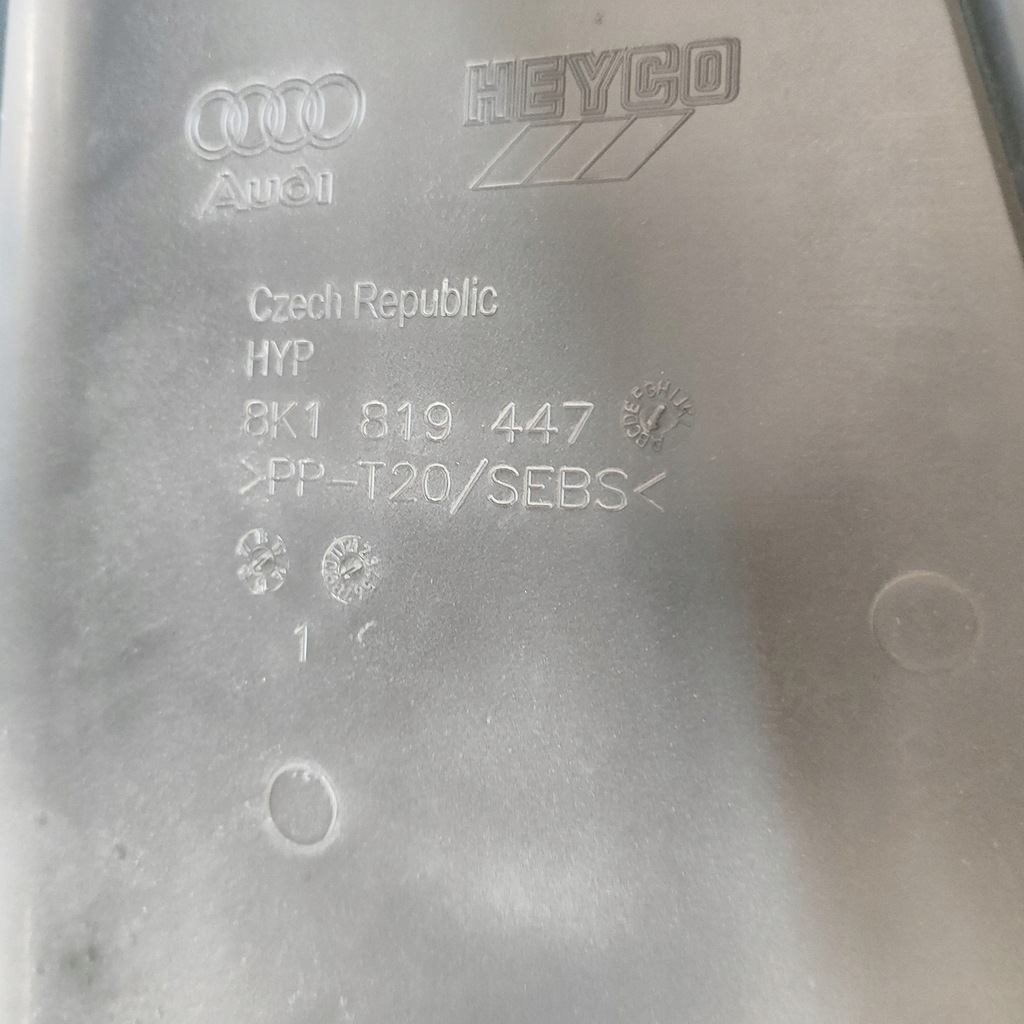 Audi
HEYCO
Czech Republic
HYP
8K1 819 447
>PP-T20/SEBS<
1